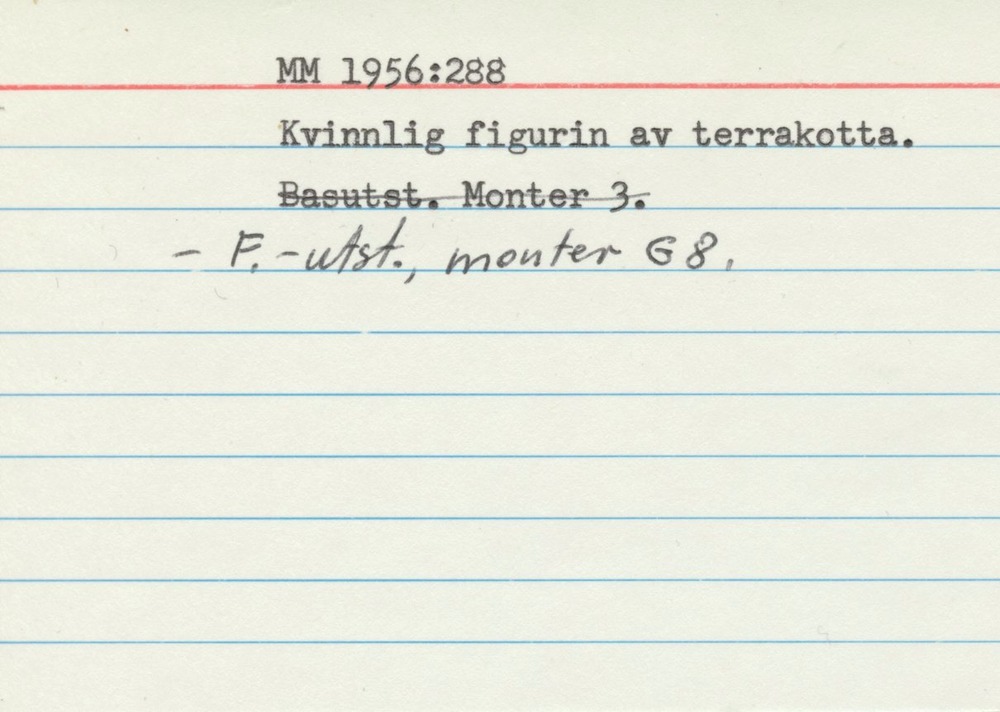 MM 1956:288
Kvinnlig figurin av terrakotta.
Basutst. Monter 3.
- F.-utst., monter G8.